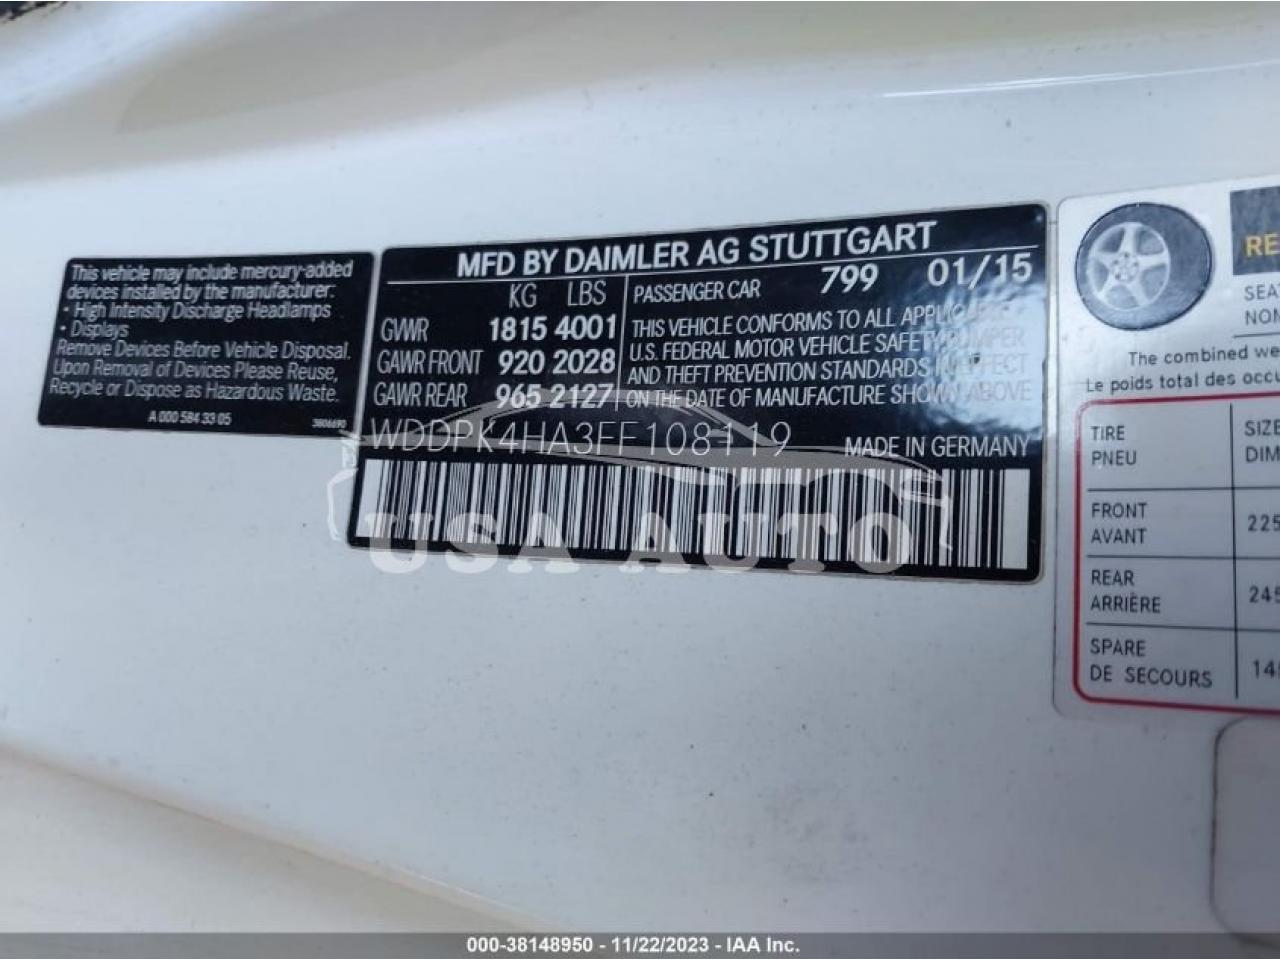 This vehicle may include mercury-added
devices installed by the manufacturer:
• High Intensity Discharge Headlamps
• Displays
Remove Devices Before Vehicle Disposal.
Upon Removal of Devices Please Reuse,
Recycle or Dispose as Hazardous Waste.
A 000 584 33 05
3806690
MFD BY DAIMLER AG STUTTGART
KG LBS
GVWR 1815 4001
GAWR FRONT 920 2028
GAWR REAR 965 2127
PASSENGER CAR 799 01/15
THIS VEHICLE CONFORMS TO ALL
U.S. FEDERAL MOTOR VEHICLE SAFETY, BUMPER
AND THEFT PREVENTION STANDARDS IN EFFECT
ON THE DATE OF MANUFACTURE SHOWN ABOVE
WDDPK4HA3FF108119
MADE IN GERMANY
USA AUTO
RE
SEA
NON
The combined we
Le poids total des occu
TIRE
PNEU
SIZE
DIM
FRONT
AVANT
225
REAR
ARRIÈRE
245
SPARE
DE SECOURS
14
000-38148950 - 11/22/2023 - IAA Inc.